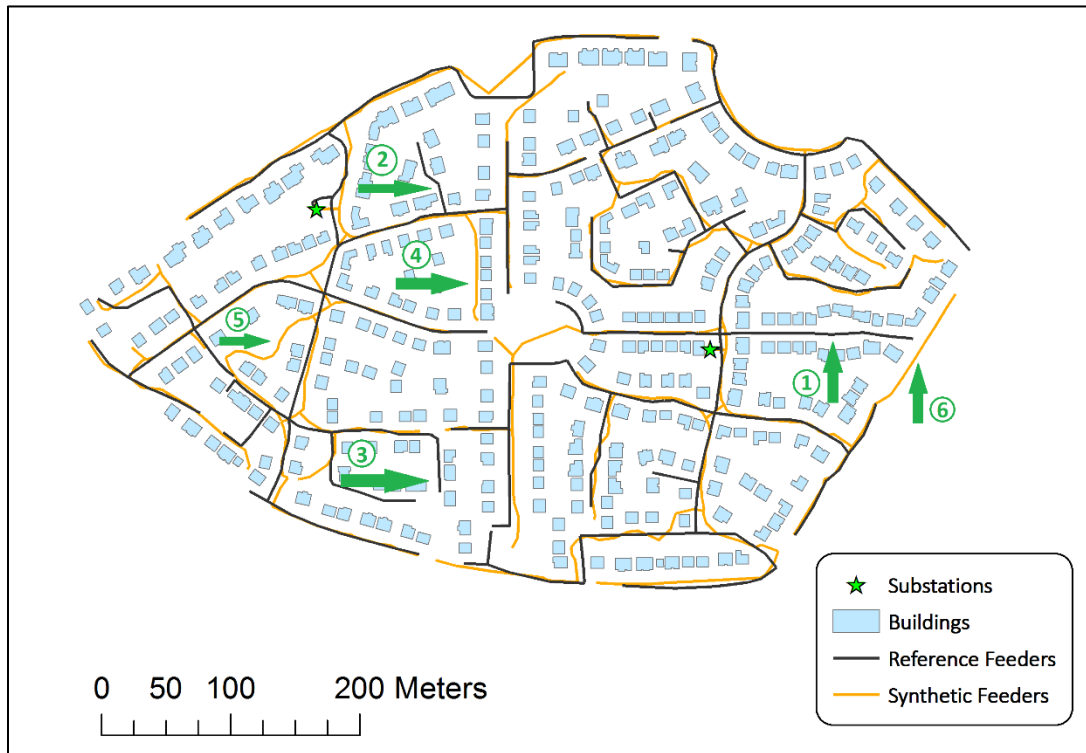 ②
④
⑤
①
⑥
③
Substations
Buildings
Reference Feeders
Synthetic Feeders
0 50 100 200 Meters